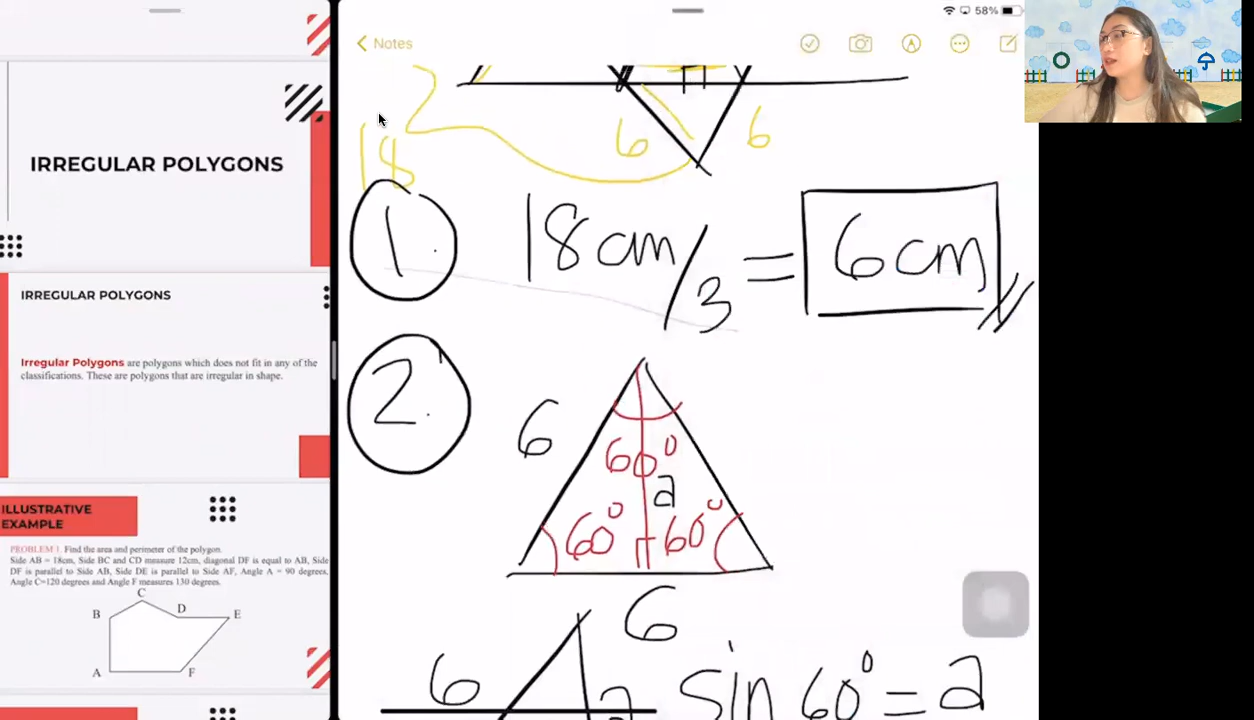 IRREGULAR POLYGONS
IRREGULAR POLYGONS
Irregular Polygons are polygons which does not fit in any of the
classifications. These are polygons that are irregular in shape.
ILLUSTRATIVE
EXAMPLE
PROBLEM 1. Find the area and perimeter of the polygon.
Side AB = 18cm, Side BC and CD measure 12cm, diagonal DF is equal to AB, Side
DF is parallel to Side AB, Side DE is parallel to Side AF, Angle A = 90 degrees,
Angle C=120 degrees and Angle F measures 130 degrees.
C
B
D
E
A
F
58%
Notes
6
6
18
1.
18cm/3 = 6cm
2.
6
60°
a
60°
60°
6
6
a
sin 60° = a